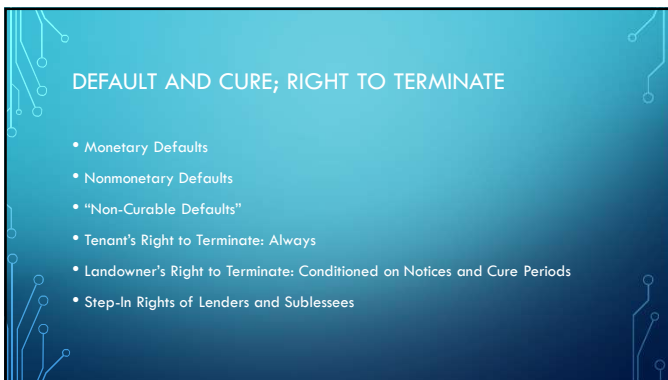 DEFAULT AND CURE; RIGHT TO TERMINATE
• Monetary Defaults
• Nonmonetary Defaults
• “Non-Curable Defaults”
• Tenant’s Right to Terminate: Always
• Landowner’s Right to Terminate: Conditioned on Notices and Cure Periods
• Step-In Rights of Lenders and Sublessees